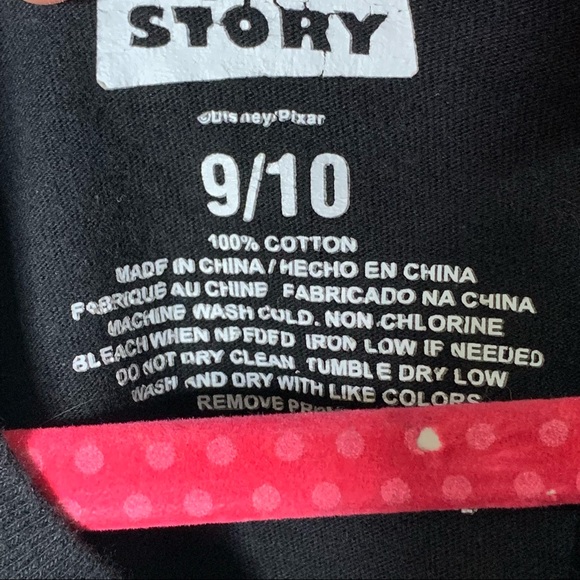 STORY
©Disney/Pixar
9/10
100% COTTON
MADE IN CHINA / HECHO EN CHINA
FABRIQUÉ AU CHINE FABRICADO NA CHINA
MACHINE WASH COLD. NON-CHLORINE
BLEACH WHEN NEEDED IRON LOW IF NEEDED
DO NOT DRY CLEAN. TUMBLE DRY LOW
WASH AND DRY WITH LIKE COLORS
REMOVE